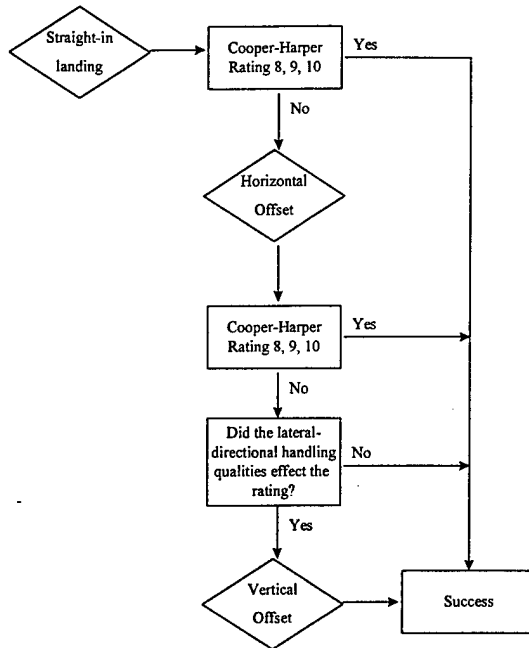 Straight-in
landing
Cooper-Harper
Rating 8, 9, 10
Yes
No
Horizontal
Offset
Cooper-Harper
Rating 8, 9, 10
Yes
No
Did the lateral-
directional handling
qualities effect the
rating?
No
Yes
Vertical
Offset
Success